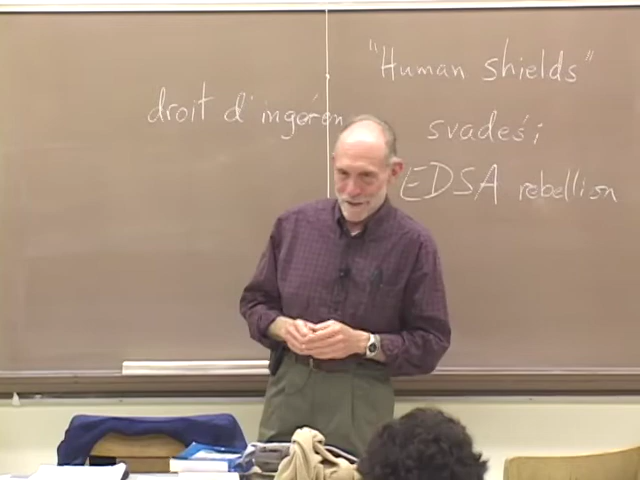 "Human shields"
droit d'ingéren
svadeśi
EDSA rebellion